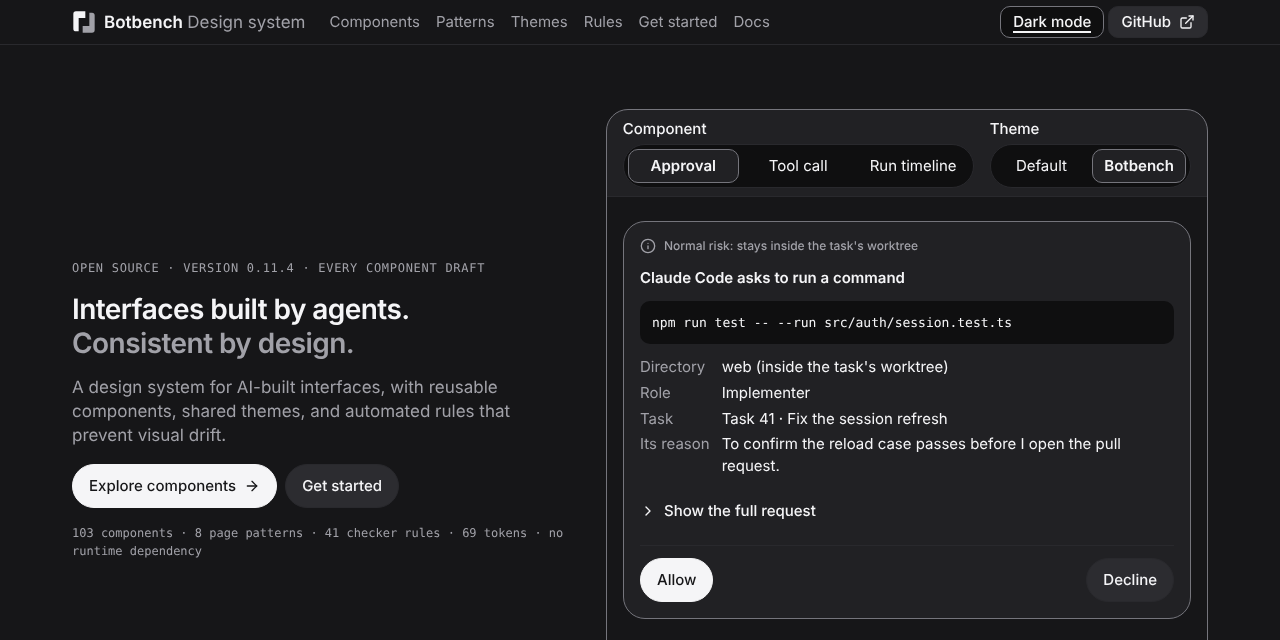 Botbench Design system
Components Patterns Themes Rules Get started Docs
Dark mode
GitHub
OPEN SOURCE · VERSION 0.11.4 · EVERY COMPONENT DRAFT
Interfaces built by agents.
Consistent by design.
A design system for AI-built interfaces, with reusable
components, shared themes, and automated rules that
prevent visual drift.
Explore components
Get started
103 components · 8 page patterns · 41 checker rules · 69 tokens · no
runtime dependency
Component
Approval Tool call Run timeline
Theme
Default Botbench
Normal risk: stays inside the task's worktree
Claude Code asks to run a command
npm run test -- --run src/auth/session.test.ts
Directory web (inside the task's worktree)
Role Implementer
Task Task 41 · Fix the session refresh
Its reason To confirm the reload case passes before I open the pull
request.
Show the full request
Allow
Decline